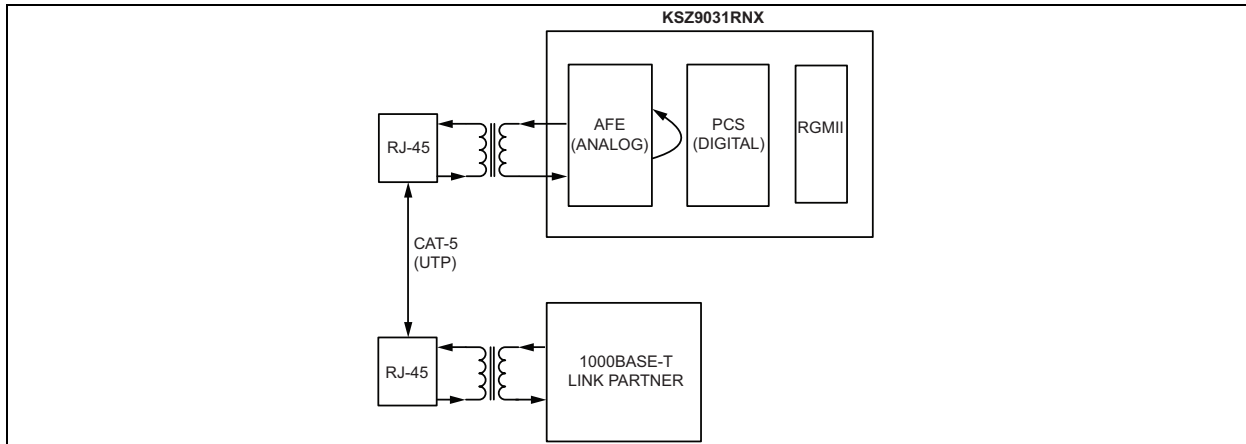 KSZ9031RNX
RJ-45
AFE
(ANALOG)
PCS
(DIGITAL)
RGMII
CAT-5
(UTP)
RJ-45
1000BASE-T
LINK PARTNER